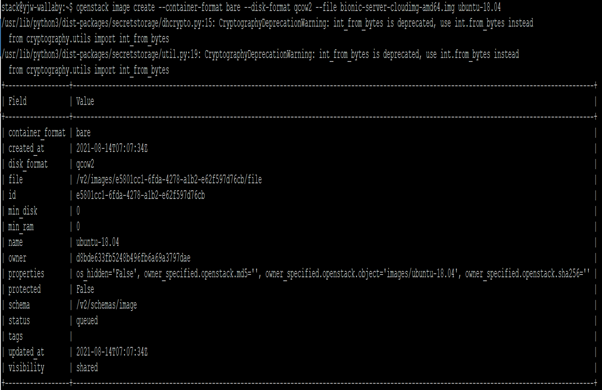 stack@yjw-wallaby:~$ openstack image create --container-format bare --disk-format qcow2 --file bionic-server-cloudimg-amd64.img ubuntu-18.04
/usr/lib/python3/dist-packages/secretstorage/dhcrypto.py:15: CryptographyDeprecationWarning: int_from_bytes is deprecated, use int.from_bytes instead
  from cryptography.utils import int_from_bytes
/usr/lib/python3/dist-packages/secretstorage/util.py:19: CryptographyDeprecationWarning: int_from_bytes is deprecated, use int.from_bytes instead
  from cryptography.utils import int_from_bytes
| Field | Value |
| container_format | bare |
| created_at | 2021-08-14T07:07:34Z |
| disk_format | qcow2 |
| file | /v2/images/e5801cc1-6fda-4278-a1b2-e62f597d76cb/file |
| id | e5801cc1-6fda-4278-a1b2-e62f597d76cb |
| min_disk | 0 |
| min_ram | 0 |
| name | ubuntu-18.04 |
| owner | d8bde633fb5248b496ffb6a69a3797dae |
| properties | os_hidden='False', owner_specified.openstack.md5='', owner_specified.openstack.object='images/ubuntu-18.04', owner_specified.openstack.sha256='' |
| protected | False |
| schema | /v2/schemas/image |
| status | queued |
| tags | |
| updated_at | 2021-08-14T07:07:34Z |
| visibility | shared |